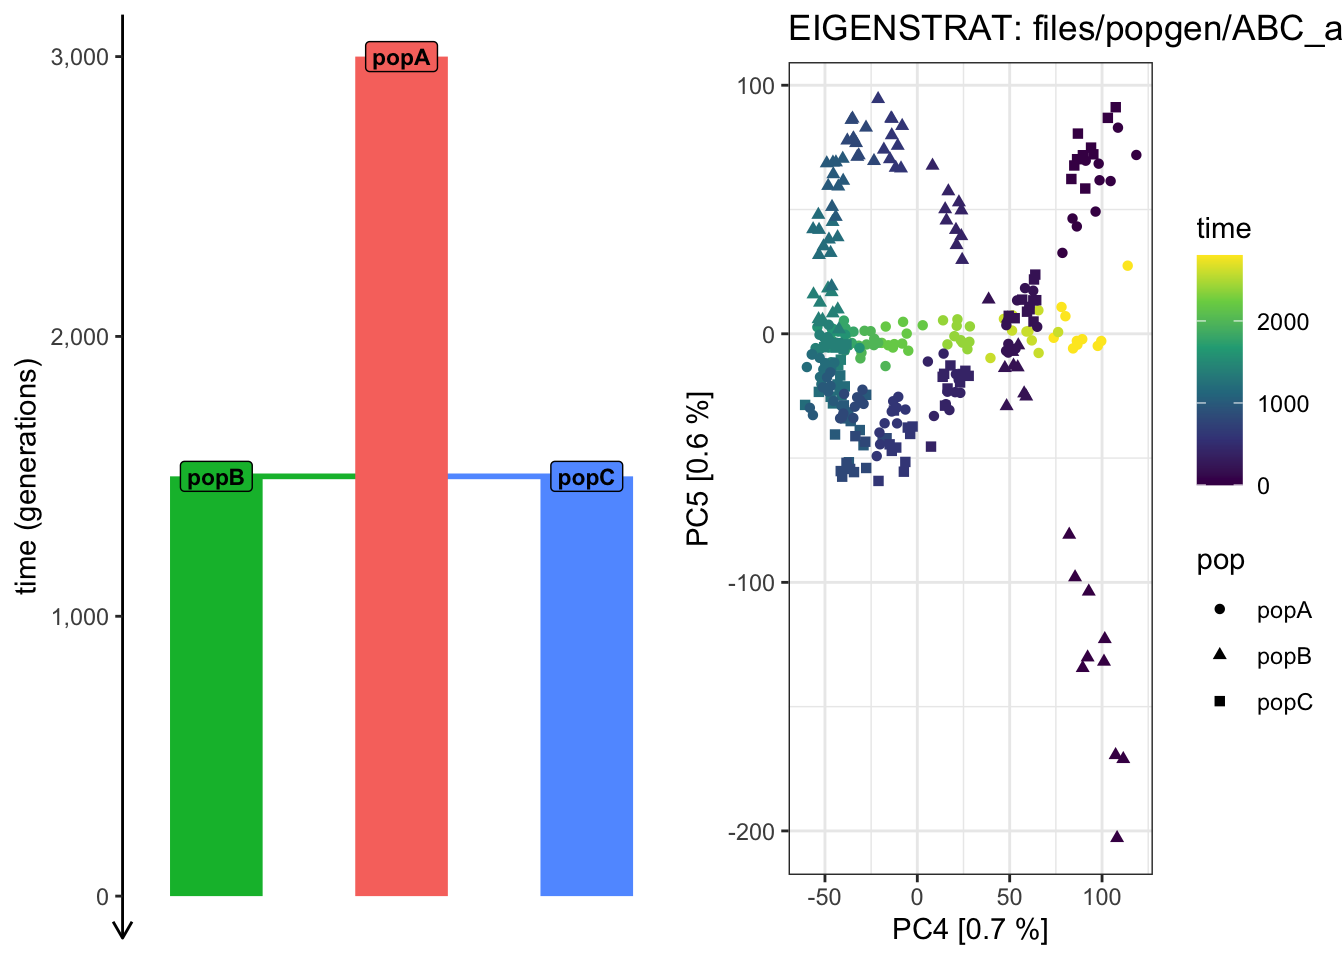 3,000
2,000
1,000
0
time (generations)
popA
popB
popC
EIGENSTRAT: files/popgen/ABC_a
100
0
-100
-200
PC5 [0.6 %]
-50
0
50
100
PC4 [0.7 %]
time
2000
1000
0
pop
popA
popB
popC